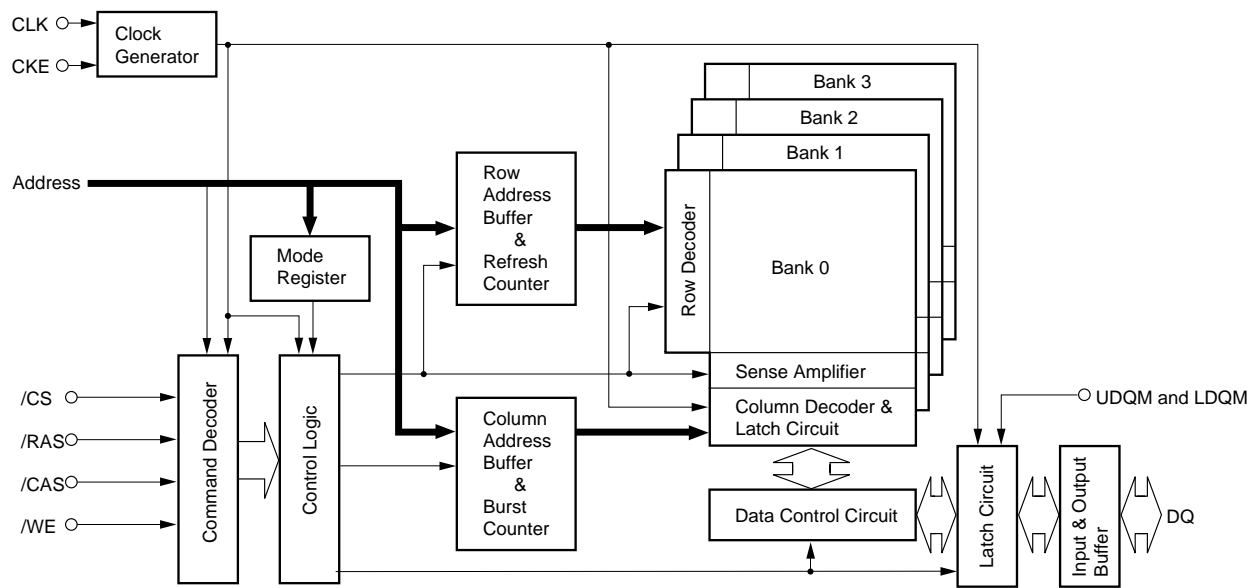 CLK
CKE
Clock
Generator
Bank 3
Bank 2
Bank 1
Bank 0
Address
Mode
Register
Row
Address
Buffer
&
Refresh
Counter
Row Decoder
Sense Amplifier
Column Decoder &
Latch Circuit
/CS
/RAS
/CAS
/WE
Command Decoder
Control Logic
Column
Address
Buffer
&
Burst
Counter
Data Control Circuit
UDQM and LDQM
Latch Circuit
Input & Output
Buffer
DQ